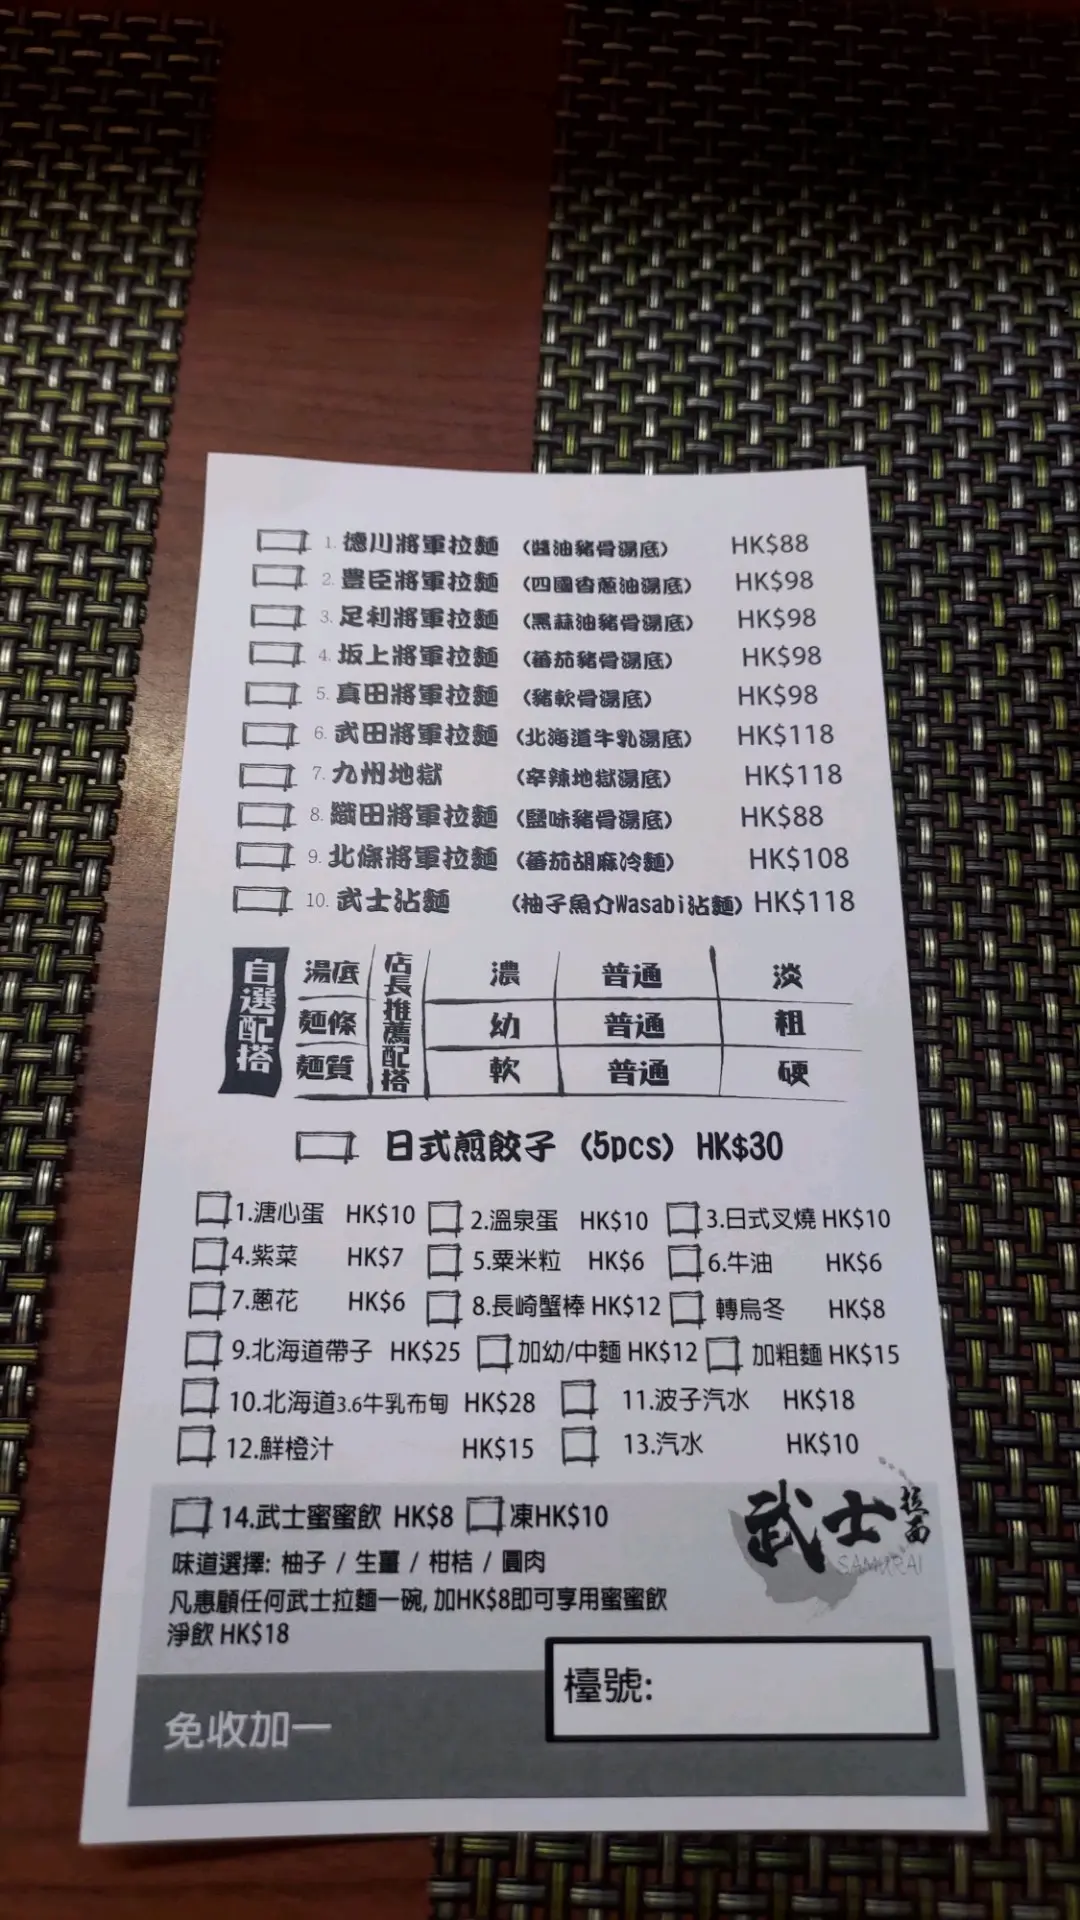 1. 德川將軍拉麵 (醬油豬骨湯底) HK$88
2. 豐臣將軍拉麵 (四國香蔥油湯底) HK$98
3. 足利將軍拉麵 (黑蒜油豬骨湯底) HK$98
4. 坂上將軍拉麵 (蕃茄豬骨湯底) HK$98
5. 真田將軍拉麵 (豬軟骨湯底) HK$98
6. 武田將軍拉麵 (北海道牛乳湯底) HK$118
7. 九州地獄 (辛辣地獄湯底) HK$118
8. 織田將軍拉麵 (鹽味豬骨湯底) HK$88
9. 北條將軍拉麵 (蕃茄胡麻冷麵) HK$108
10. 武士沾麵 (柚子魚介Wasabi沾麵) HK$118
自選配搭
店長推薦配搭
湯底 濃 普通 淡
麵條 幼 普通 粗
麵質 軟 普通 硬
日式煎餃子 (5pcs) HK$30
1.溏心蛋 HK$10 2.溫泉蛋 HK$10 3.日式叉燒 HK$10
4.紫菜 HK$7 5.粟米粒 HK$6 6.牛油 HK$6
7.蔥花 HK$6 8.長崎蟹棒 HK$12 轉烏冬 HK$8
9.北海道帶子 HK$25 加幼/中麵 HK$12 加粗麵 HK$15
10.北海道3.6牛乳布甸 HK$28 11.波子汽水 HK$18
12.鮮橙汁 HK$15 13.汽水 HK$10
14.武士蜜蜜飲 HK$8 凍HK$10
味道選擇: 柚子 / 生薑 / 柑桔 / 圓肉
凡惠顧任何武士拉麵一碗, 加HK$8即可享用蜜蜜飲
淨飲 HK$18
武士拉面
SAMURAI
檯號:
免收加一